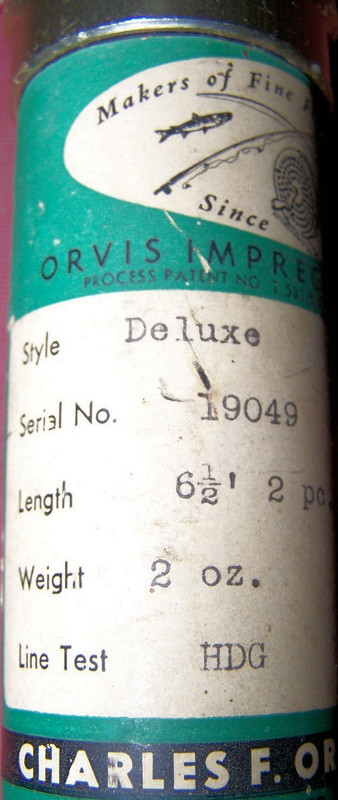 Makers of Fine
Since
ORVIS IMPREG
PROCESS PATENT NO
Style Deluxe
Serial No. 19049
Length 6½' 2 pc.
Weight 2 oz.
Line Test HDG
CHARLES F. OR